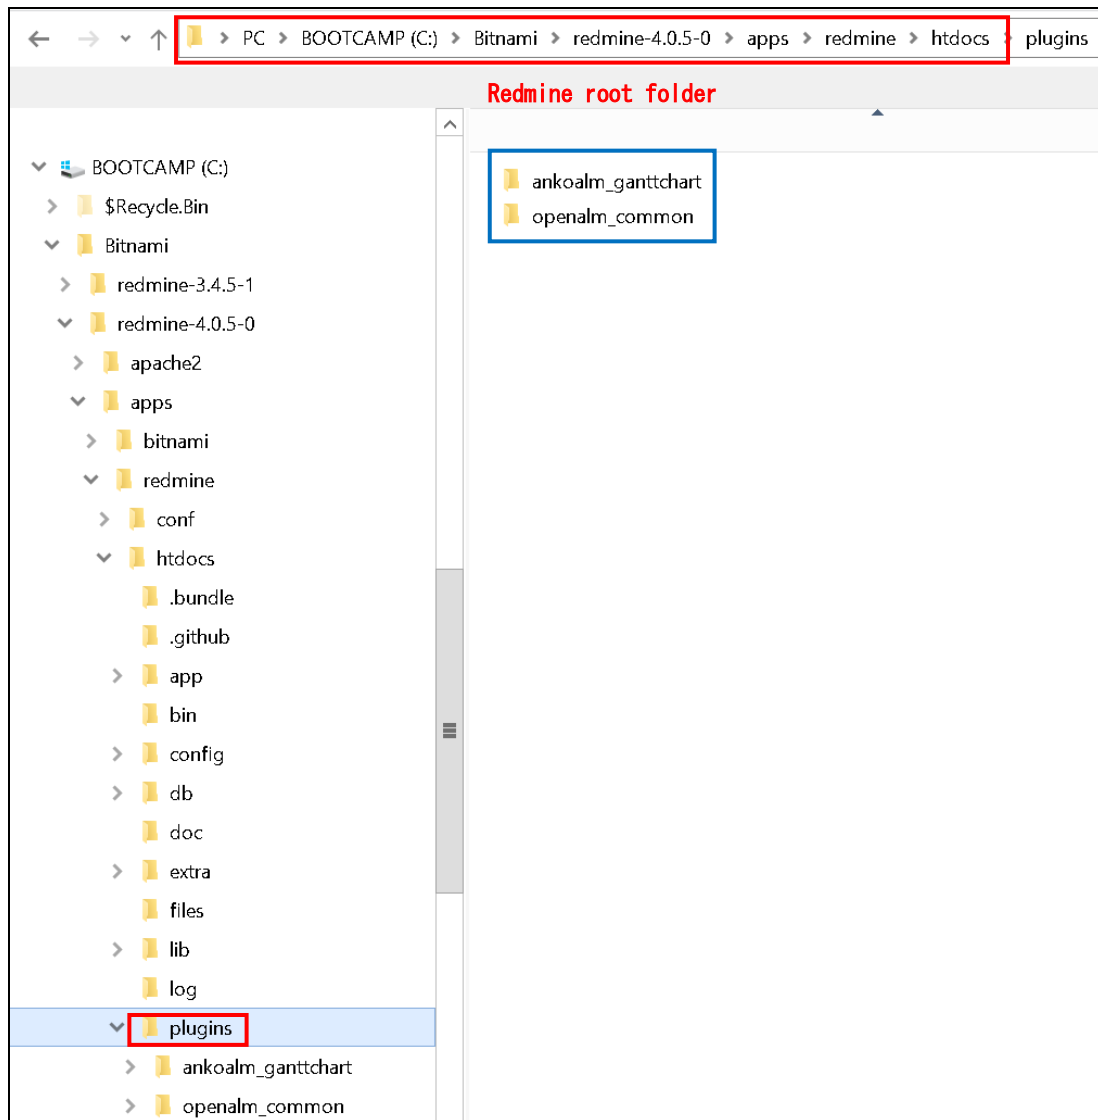 PC > BOOTCAMP (C:) > Bitnami > redmine-4.0.5-0 > apps > redmine > htdocs > plugins
Redmine root folder
BOOTCAMP (C:)
$Recycle.Bin
Bitnami
redmine-3.4.5-1
redmine-4.0.5-0
apache2
apps
bitnami
redmine
conf
htdocs
.bundle
.github
app
bin
config
db
doc
extra
files
lib
log
plugins
ankoalm_ganttchart
openalm_common
ankoalm_ganttchart
openalm_common